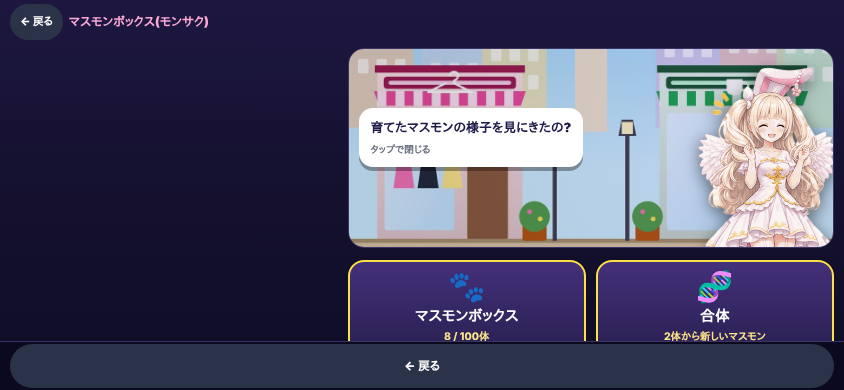 ← 戻る
マスモンボックス(モンサク)
育てたマスモンの様子を見にきたの?
タップで閉じる
マスモンボックス
8 / 100体
合体
2体から新しいマスモン
← 戻る